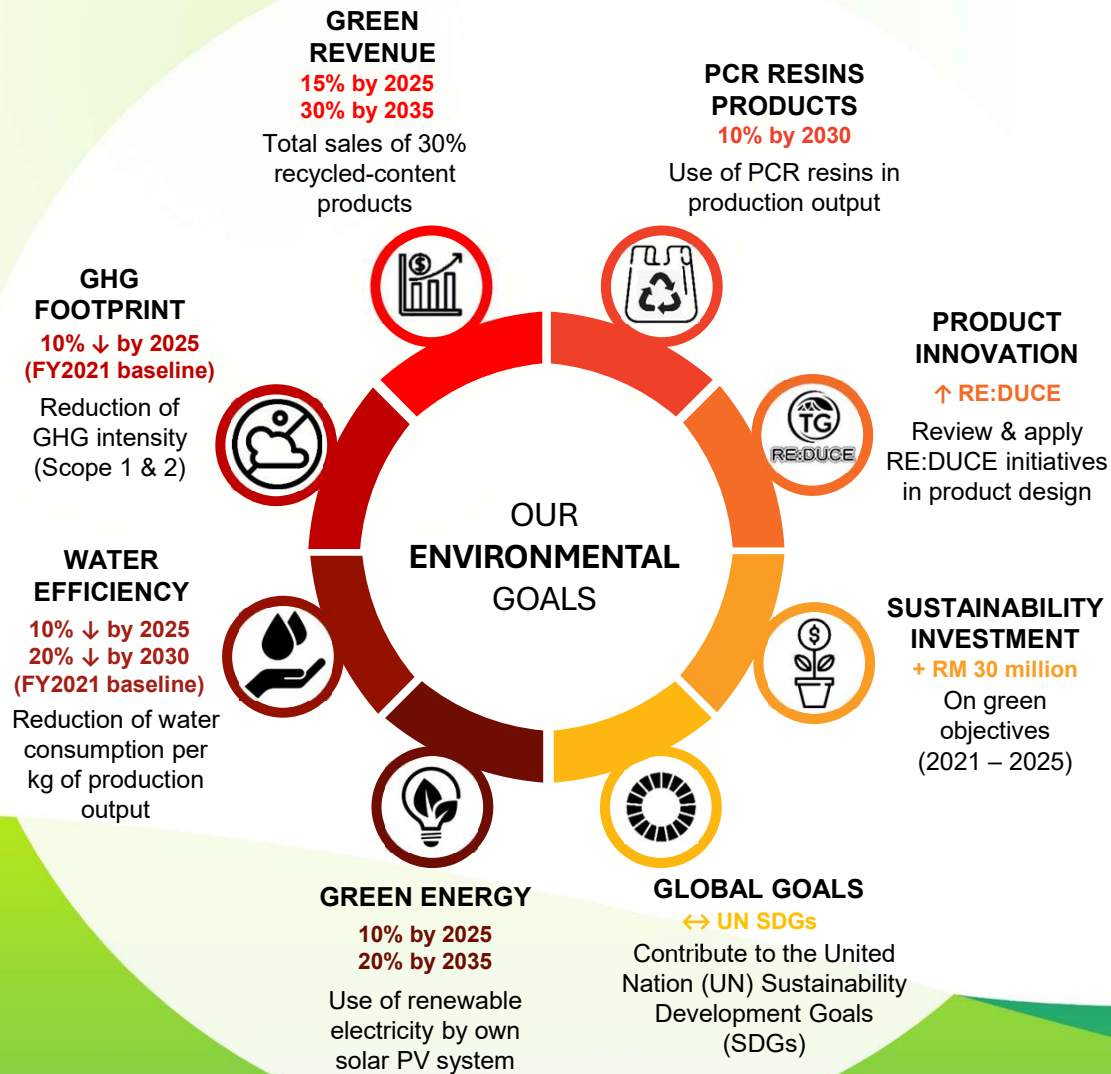 GREEN
REVENUE
15% by 2025
30% by 2035
Total sales of 30%
recycled-content
products
PCR RESINS
PRODUCTS
10% by 2030
Use of PCR resins in
production output
PRODUCT
INNOVATION
↑ RE:DUCE
Review & apply
RE:DUCE initiatives
in product design
TG
RE:DUCE
SUSTAINABILITY
INVESTMENT
+ RM 30 million
On green
objectives
(2021 – 2025)
$
GLOBAL GOALS
↔ UN SDGs
Contribute to the United
Nation (UN) Sustainability
Development Goals
(SDGs)
GREEN ENERGY
10% by 2025
20% by 2035
Use of renewable
electricity by own
solar PV system
WATER
EFFICIENCY
10% ↓ by 2025
20% ↓ by 2030
(FY2021 baseline)
Reduction of water
consumption per
kg of production
output
GHG
FOOTPRINT
10% ↓ by 2025
(FY2021 baseline)
Reduction of
GHG intensity
(Scope 1 & 2)
$
OUR
ENVIRONMENTAL
GOALS